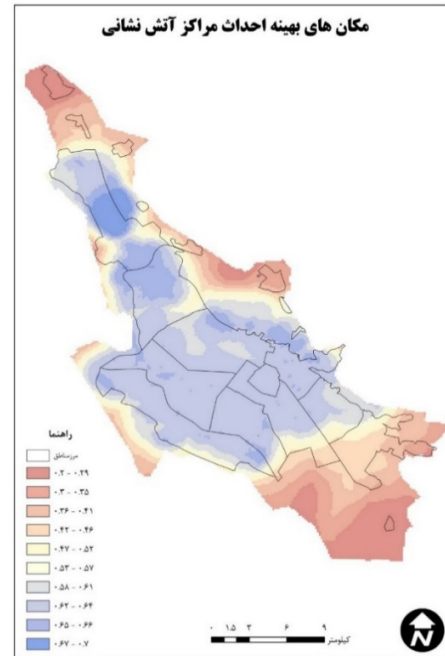 مکان های بهینه احداث مراکز آتش نشانی
راهنما
مرزمناطق
۰.۲ - ۰.۲۹
۰.۳ - ۰.۳۵
۰.۳۶ - ۰.۴۱
۰.۴۲ - ۰.۴۶
۰.۴۷ - ۰.۵۲
۰.۵۳ - ۰.۵۷
۰.۵۸ - ۰.۶۱
۰.۶۲ - ۰.۶۴
۰.۶۵ - ۰.۶۶
۰.۶۷ - ۰.۷
۰ ۱.۵ ۳ ۶ ۹
کیلومتر
N